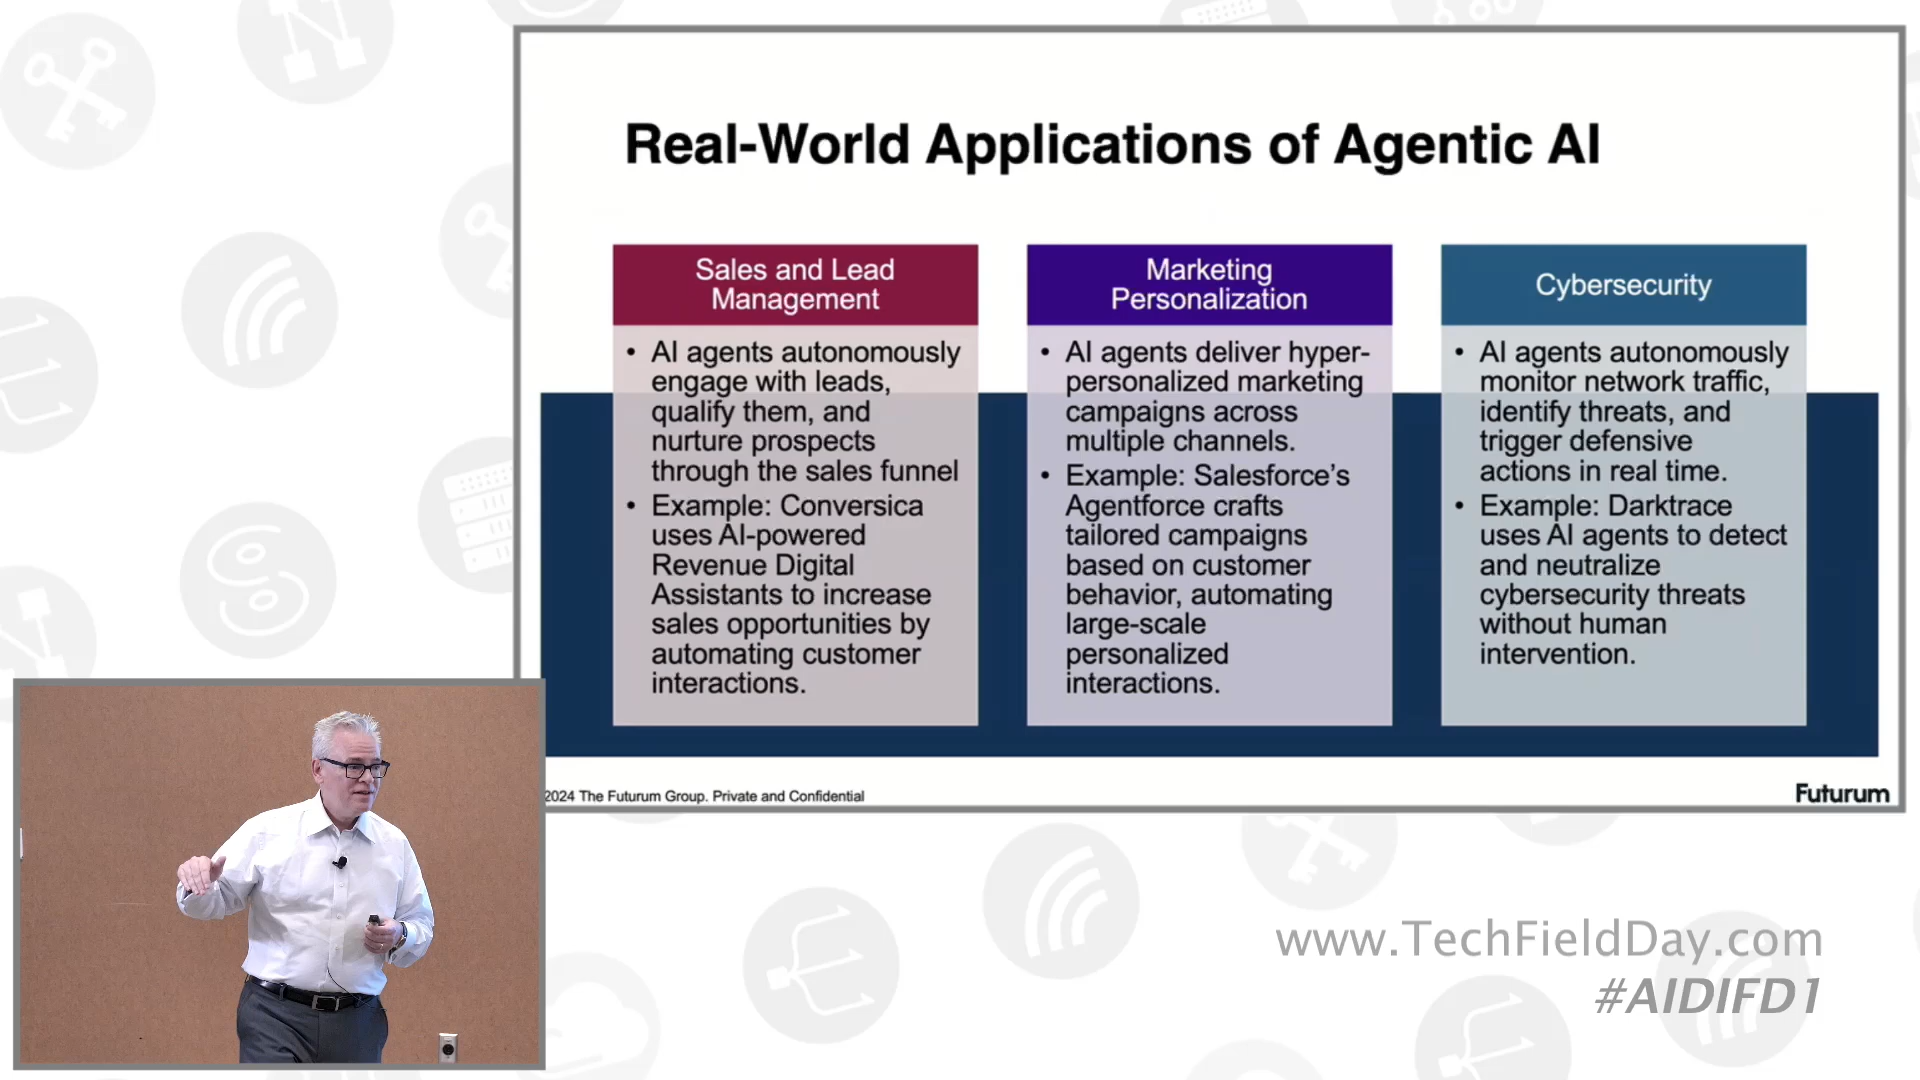 Real-World Applications of Agentic AI
Sales and Lead
Management
• AI agents autonomously
engage with leads,
qualify them, and
nurture prospects
through the sales funnel
• Example: Conversica
uses AI-powered
Revenue Digital
Assistants to increase
sales opportunities by
automating customer
interactions.
Marketing
Personalization
• AI agents deliver hyper-
personalized marketing
campaigns across
multiple channels.
• Example: Salesforce’s
Agentforce crafts
tailored campaigns
based on customer
behavior, automating
large-scale
personalized
interactions.
Cybersecurity
• AI agents autonomously
monitor network traffic,
identify threats, and
trigger defensive
actions in real time.
• Example: Darktrace
uses AI agents to detect
and neutralize
cybersecurity threats
without human
intervention.
2024 The Futurum Group. Private and Confidential
Futurum
www.TechFieldDay.com
#AIDIFD1